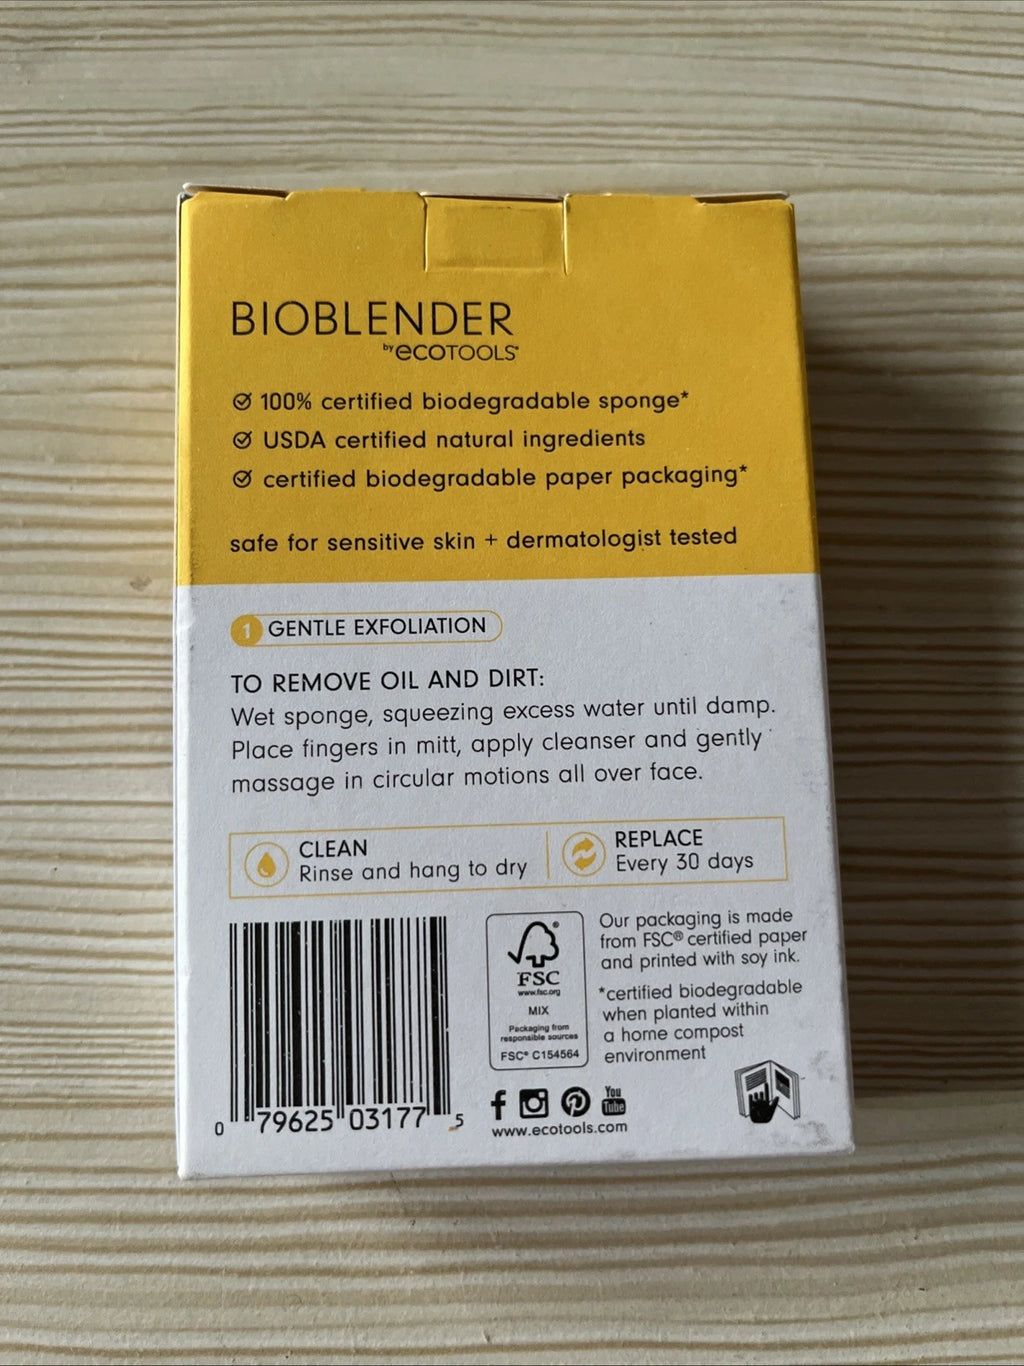 BIOBLENDER
by ecoTOOLS®
100% certified biodegradable sponge*
USDA certified natural ingredients
certified biodegradable paper packaging*
safe for sensitive skin + dermatologist tested
1 GENTLE EXFOLIATION
TO REMOVE OIL AND DIRT:
Wet sponge, squeezing excess water until damp.
Place fingers in mitt, apply cleanser and gently
massage in circular motions all over face.
CLEAN
Rinse and hang to dry
REPLACE
Every 30 days
0 79625 03177 5
®
FSC
www.fsc.org
MIX
Packaging from
responsible sources
FSC® C154564
Our packaging is made
from FSC® certified paper
and printed with soy ink.
*certified biodegradable
when planted within
a home compost
environment
f You Tube
www.ecotools.com